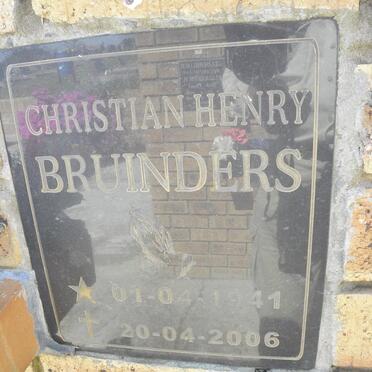 CHRISTIAN HENRY
BRUINDERS
01-04-1941
20-04-2006